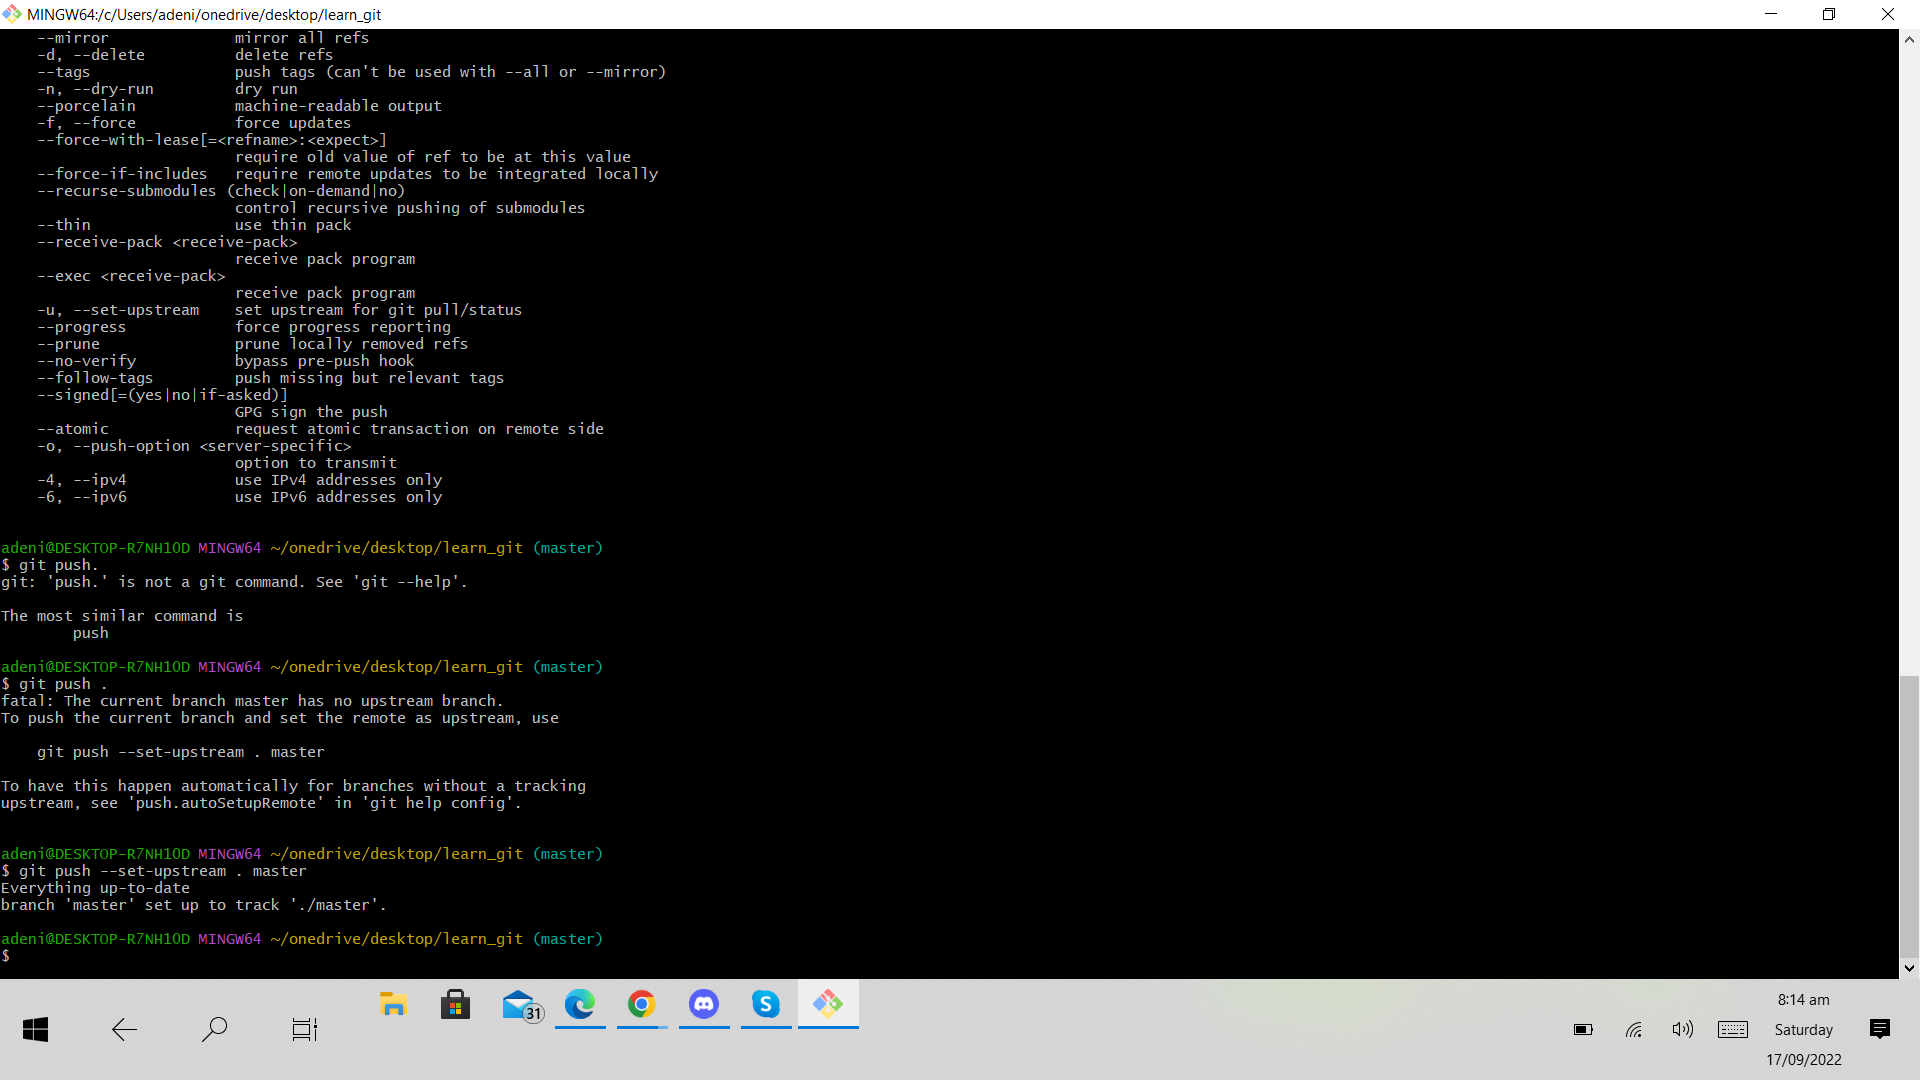 MINGW64:/c/Users/adeni/onedrive/desktop/learn_git
    --mirror              mirror all refs
    -d, --delete          delete refs
    --tags                push tags (can't be used with --all or --mirror)
    -n, --dry-run         dry run
    --porcelain           machine-readable output
    -f, --force           force updates
    --force-with-lease[=<refname>:<expect>]
                          require old value of ref to be at this value
    --force-if-includes   require remote updates to be integrated locally
    --recurse-submodules (check|on-demand|no)
                          control recursive pushing of submodules
    --thin                use thin pack
    --receive-pack <receive-pack>
                          receive pack program
    --exec <receive-pack>
                          receive pack program
    -u, --set-upstream    set upstream for git pull/status
    --progress            force progress reporting
    --prune               prune locally removed refs
    --no-verify           bypass pre-push hook
    --follow-tags         push missing but relevant tags
    --signed[=(yes|no|if-asked)]
                          GPG sign the push
    --atomic              request atomic transaction on remote side
    -o, --push-option <server-specific>
                          option to transmit
    -4, --ipv4            use IPv4 addresses only
    -6, --ipv6            use IPv6 addresses only
adeni@DESKTOP-R7NH1OD MINGW64 ~/onedrive/desktop/learn_git (master)
$ git push.
git: 'push.' is not a git command. See 'git --help'.
The most similar command is
        push
adeni@DESKTOP-R7NH1OD MINGW64 ~/onedrive/desktop/learn_git (master)
$ git push .
fatal: The current branch master has no upstream branch.
To push the current branch and set the remote as upstream, use
    git push --set-upstream . master
To have this happen automatically for branches without a tracking
upstream, see 'push.autoSetupRemote' in 'git help config'.
adeni@DESKTOP-R7NH1OD MINGW64 ~/onedrive/desktop/learn_git (master)
$ git push --set-upstream . master
Everything up-to-date
branch 'master' set up to track './master'.
adeni@DESKTOP-R7NH1OD MINGW64 ~/onedrive/desktop/learn_git (master)
$
31
S
8:14 am
Saturday
17/09/2022